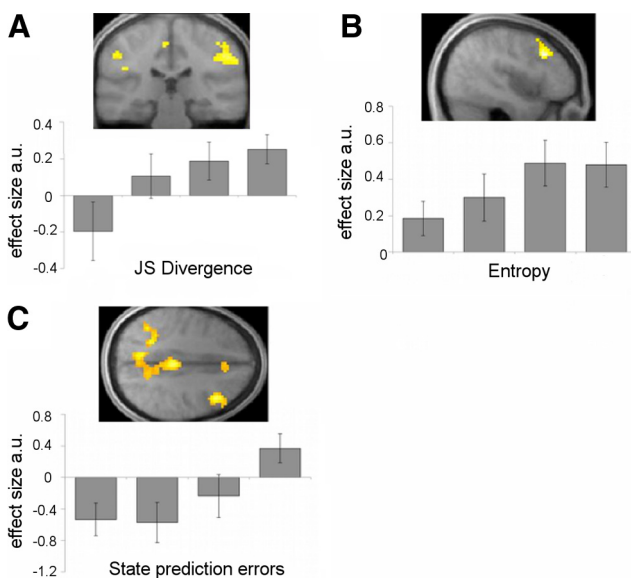 A
0.4
0.2
0
-0.2
-0.4
effect size a.u.
JS Divergence
B
0.8
0.6
0.4
0.2
0
effect size a.u.
Entropy
C
0.8
0.4
0
-0.4
-0.8
-1.2
effect size a.u.
State prediction errors